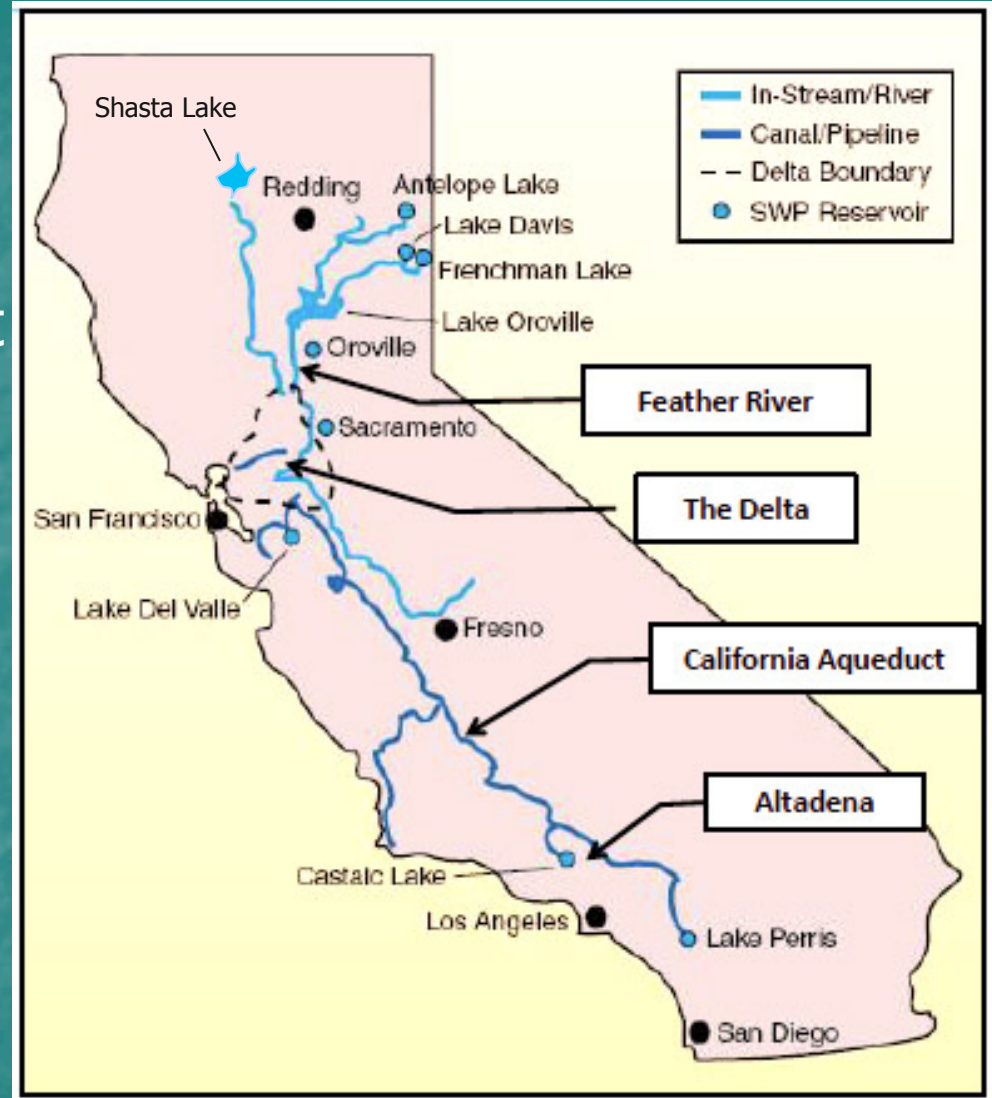 Shasta Lake
In-Stream/River
Canal/Pipeline
Delta Boundary
SWP Reservoir
Redding
Antelope Lake
Lake Davis
Frenchman Lake
Lake Oroville
Oroville
Feather River
Sacramento
The Delta
San Francisco
Lake Del Valle
Fresno
California Aqueduct
Altadena
Castaic Lake
Los Angeles
Lake Perris
San Diego